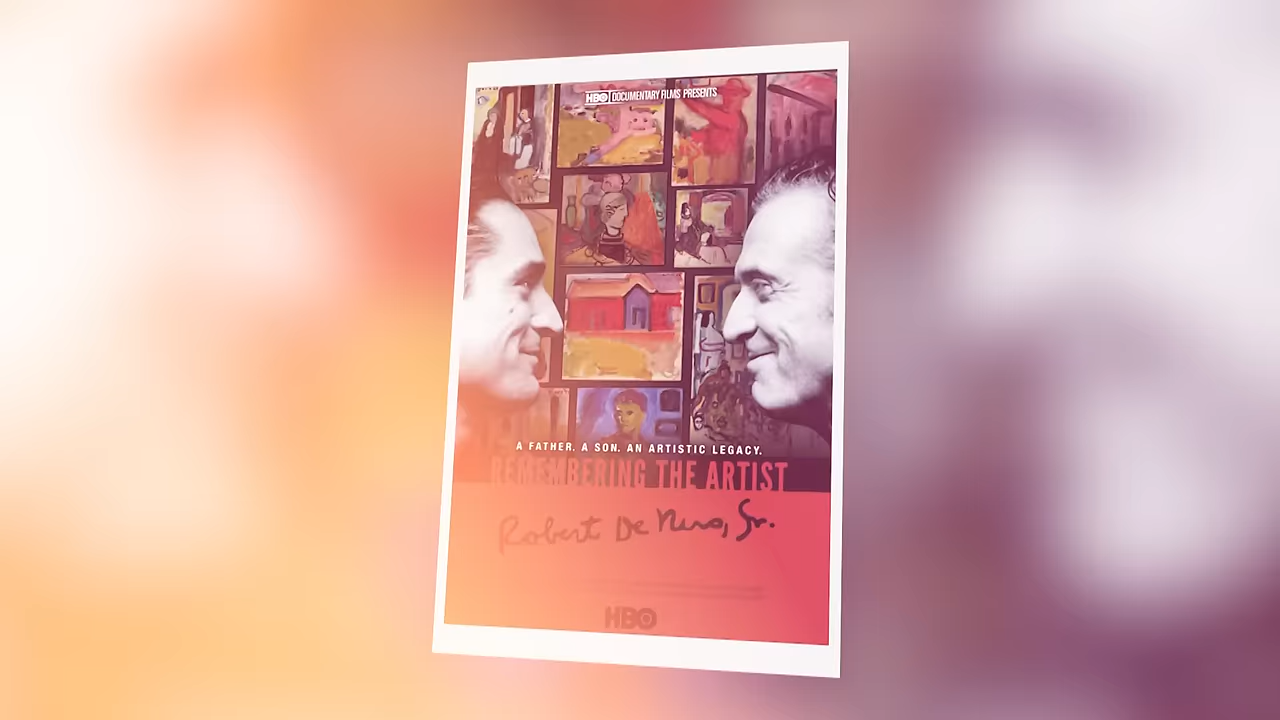 HBO DOCUMENTARY FILMS PRESENTS
A FATHER. A SON. AN ARTISTIC LEGACY.
REMEMBERING THE ARTIST
Robert De Niro, Sr.
HBO